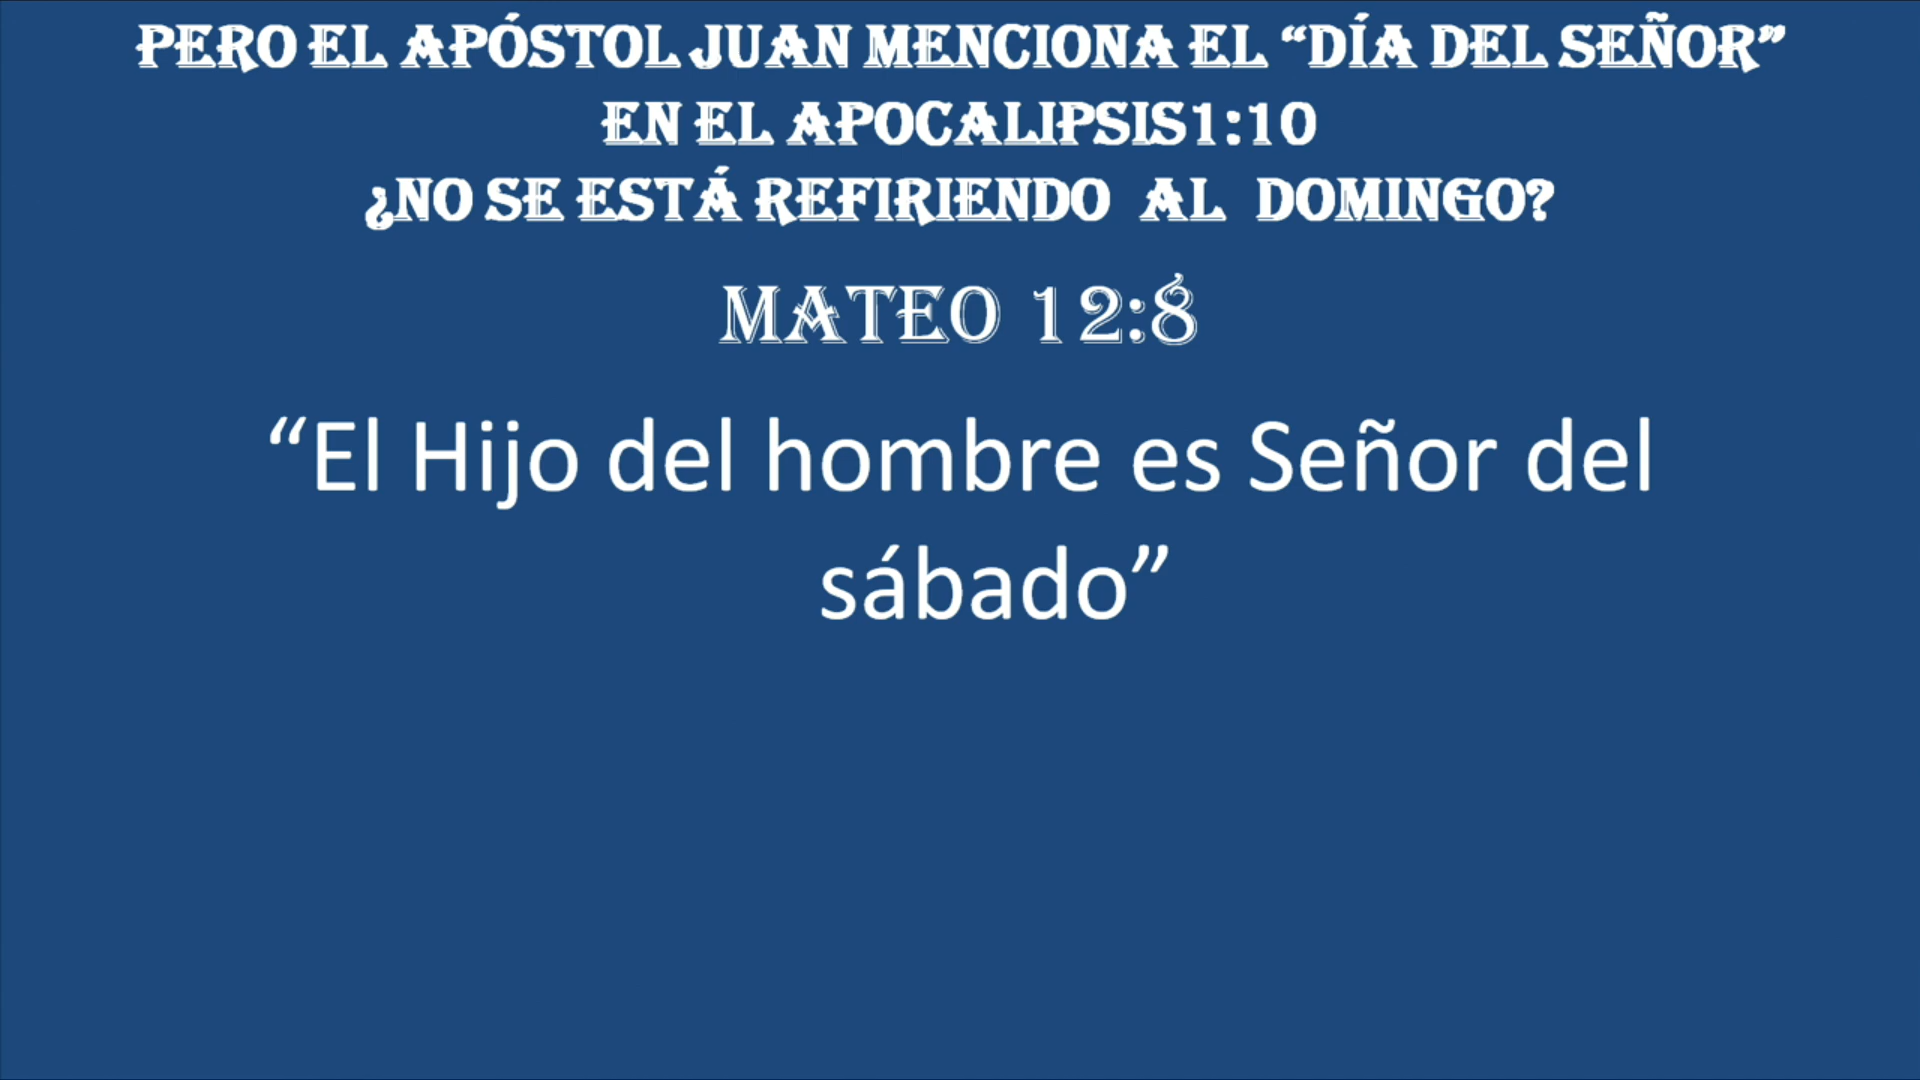 PERO EL APÓSTOL JUAN MENCIONA EL “DÍA DEL SEÑOR”
EN EL APOCALIPSIS1:10
¿NO SE ESTÁ REFIRIENDO AL DOMINGO?
MATEO 12:8
“El Hijo del hombre es Señor del
sábado”